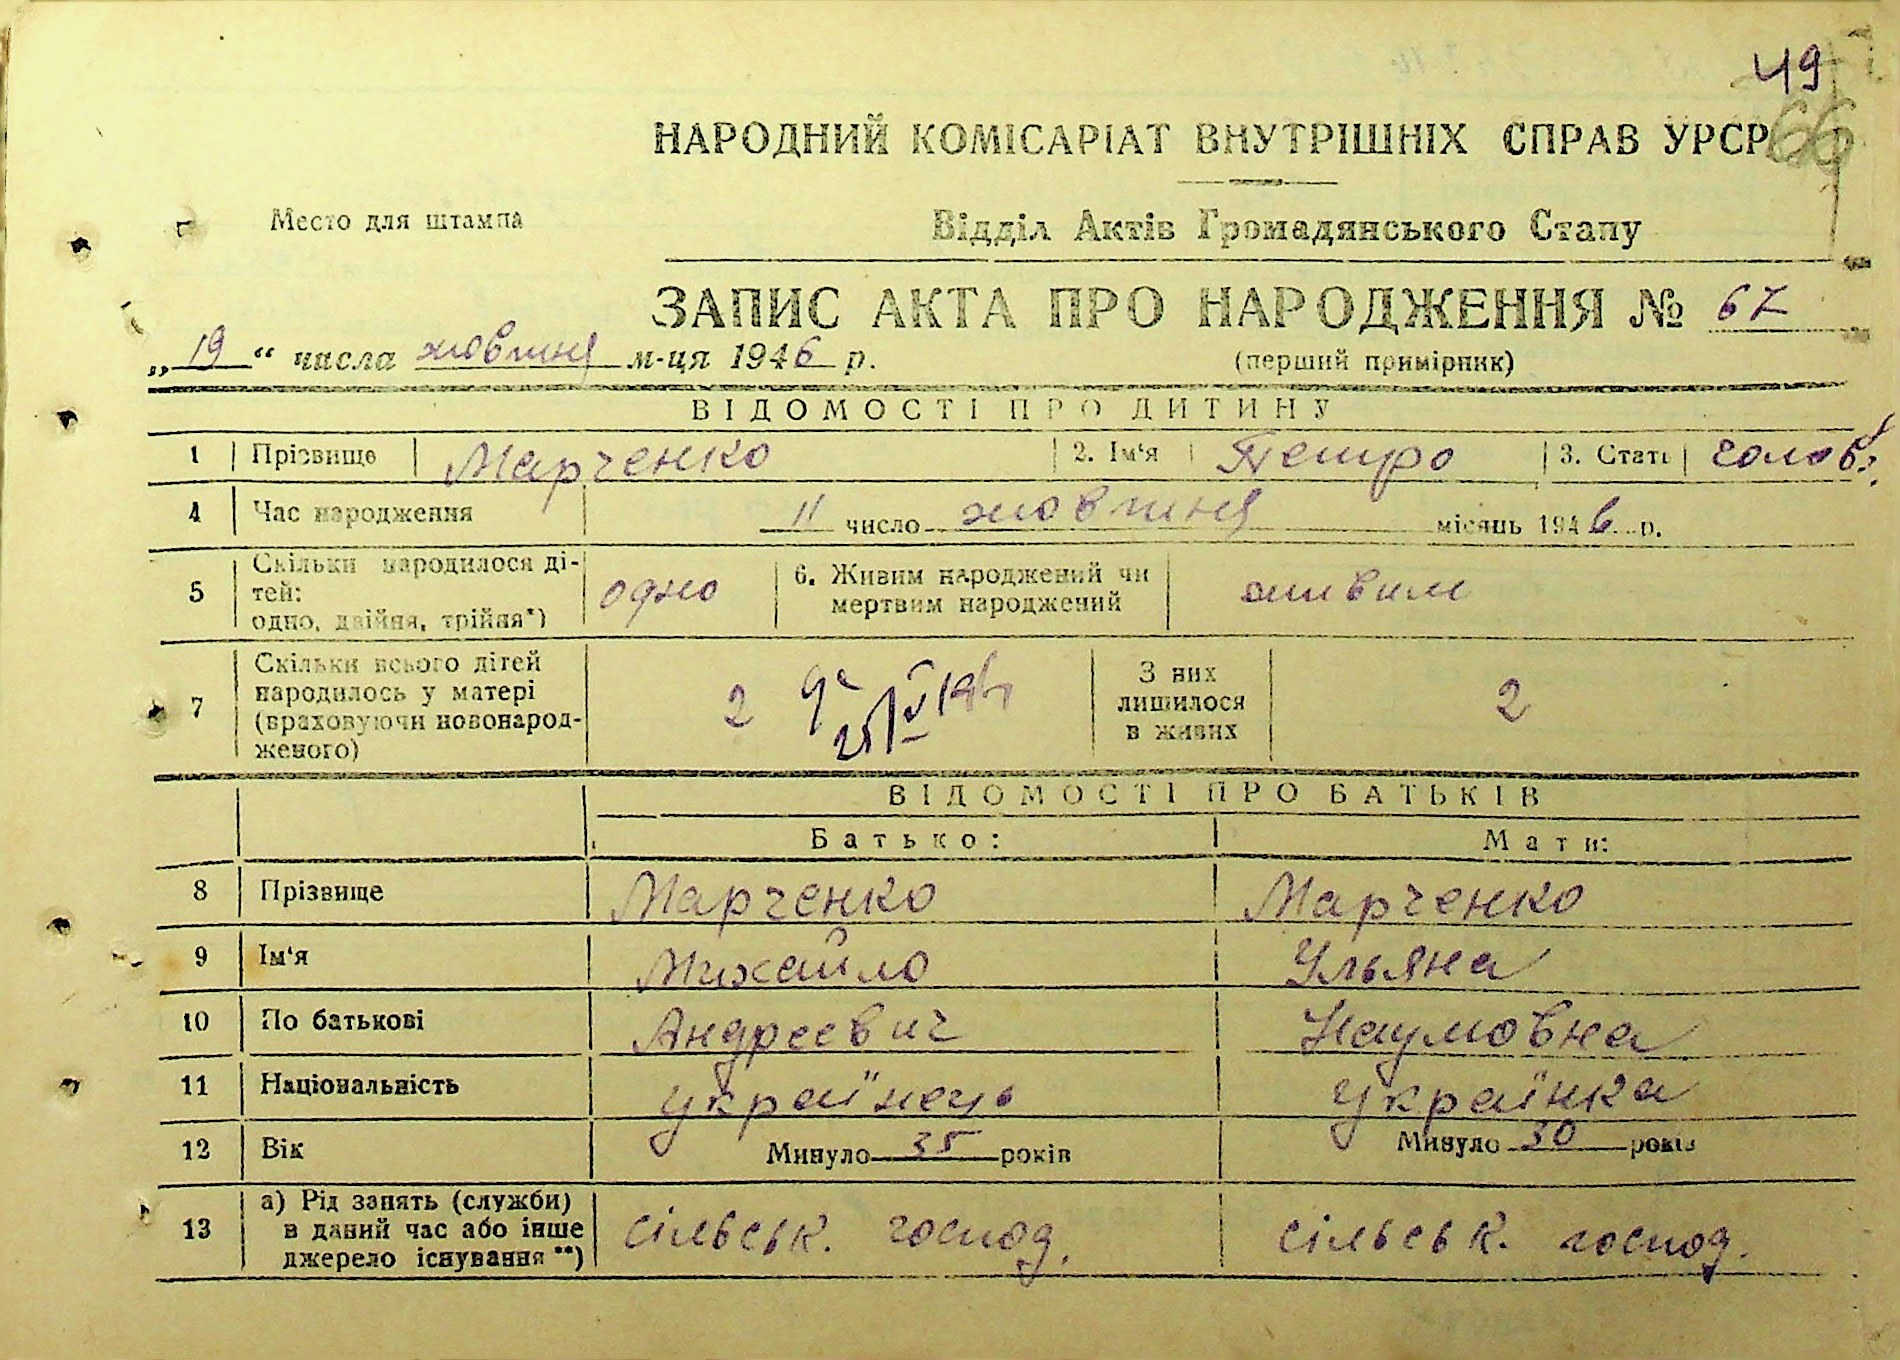 49
66
НАРОДНИЙ КОМІСАРІАТ ВНУТРІШНІХ СПРАВ УРСР
Место для штампа
Відділ Актів Громадянського Стану
ЗАПИС АКТА ПРО НАРОДЖЕННЯ № 67
„19“ числа жовтня м-ця 1946 р.
(перший примірник)
ВІДОМОСТІ ПРО ДИТИНУ
1 Прізвище Марченко 2. Ім‘я Петро 3. Стать чолов.
4 Час народження 11 число жовтня місяць 1946 р.
5 Скільки народилося ді-
тей:
одно, двійня, трійня*) одно 6. Живим народжений чи
мертвим народжений живим
7 Скільки всього дітей
народилось у матері
(враховуючи новонарод-
женого) 2 З них
лишилося
в живих 2
ВІДОМОСТІ ПРО БАТЬКІВ
Батько: Мати:
8 Прізвище Марченко Марченко
9 Ім‘я Михайло Ульяна
10 По батькові Андреевич Наумовна
11 Національність українець українка
12 Вік Минуло 35 років Минуло 30 років
13 а) Рід занять (служби)
в даний час або інше
джерело існування **) сільськ. господ. сільськ. господ.